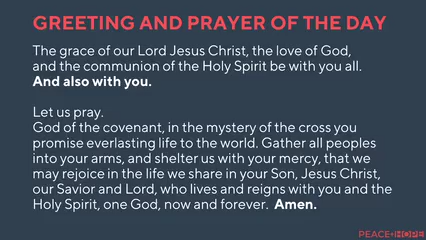 GREETING AND PRAYER OF THE DAY
The grace of our Lord Jesus Christ, the love of God,
and the communion of the Holy Spirit be with you all.
And also with you.
Let us pray.
God of the covenant, in the mystery of the cross you
promise everlasting life to the world. Gather all peoples
into your arms, and shelter us with your mercy, that we
may rejoice in the life we share in your Son, Jesus Christ,
our Savior and Lord, who lives and reigns with you and the
Holy Spirit, one God, now and forever. Amen.
PEACE+HOPE